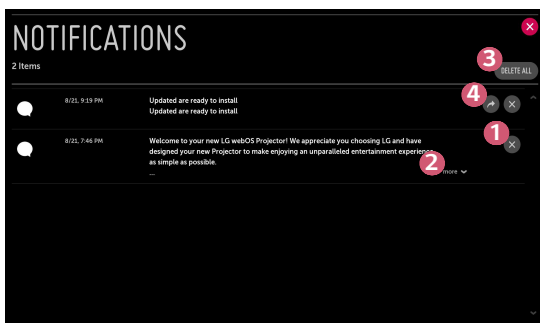 NOTIFICATIONS
2 Items
3
DELETE ALL
4
8/21, 9:19 PM
Updated are ready to install
Updated are ready to install
1
8/21, 7:46 PM
Welcome to your new LG webOS Projector! We appreciate you choosing LG and have
designed your new Projector to make enjoying an unparalleled entertainment experience
as simple as possible.
...
2
more